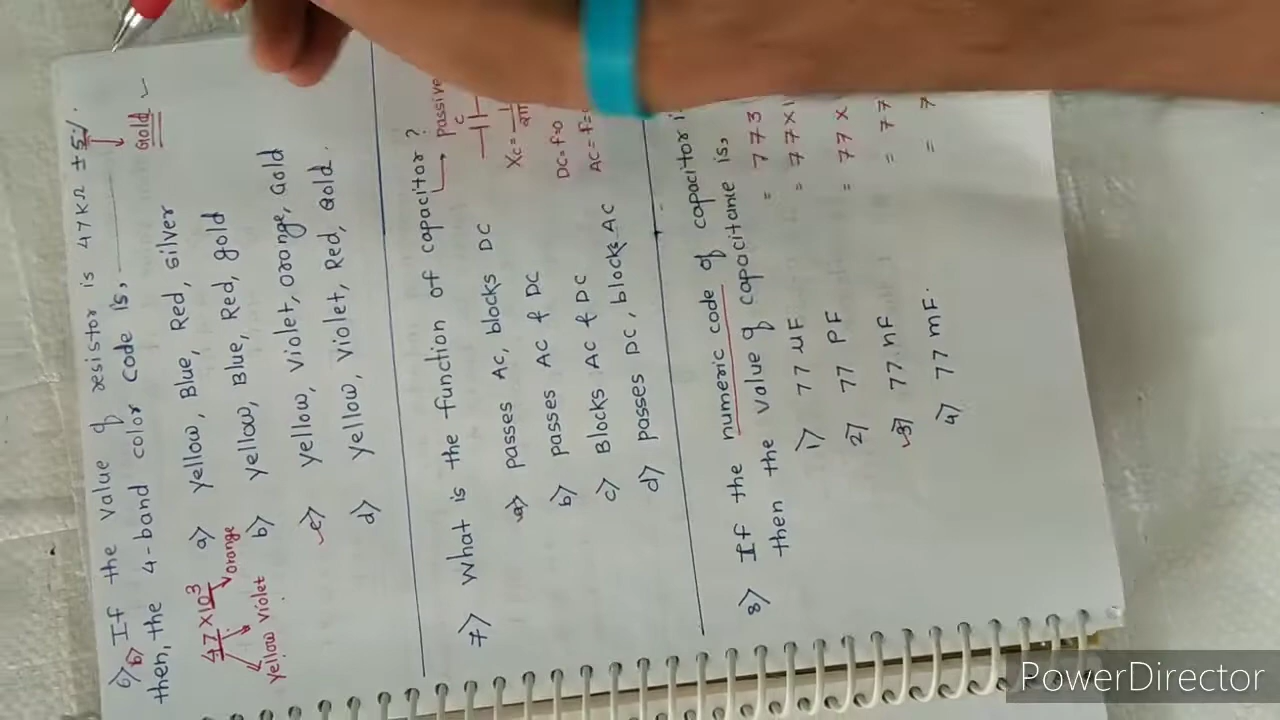 6) If the value of resistor is 47KΩ ±5%.
then, the 4-band color code is, ______
Gold
47 × 10³
orange
yellow violet
a) yellow, Blue, Red, silver
b) yellow, Blue, Red, gold
c) yellow, violet, orange, Gold
d) yellow, violet, Red, Gold.
7) What is the function of capacitor ?
passive
C
Xc = 1
DC = f=0
AC = f=
a) passes AC, blocks DC
b) passes AC & DC
c) Blocks AC & DC
d) passes DC, blocks AC
8) If the numeric code of capacitor i
then the value of capacitance is,
= 773
= 77×1
= 77 ×
= 77
= 7
1) 77 uF
2) 77 PF
3) 77 nF
4) 77 mF.
PowerDirector